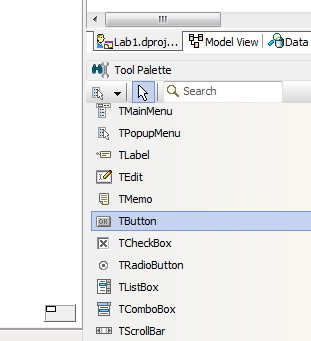 Lab1.dproj... Model View Data
Tool Palette
Search
TMainMenu
TPopupMenu
TLabel
TEdit
TMemo
OK TButton
TCheckBox
TRadioButton
TListBox
TComboBox
TScrollBar